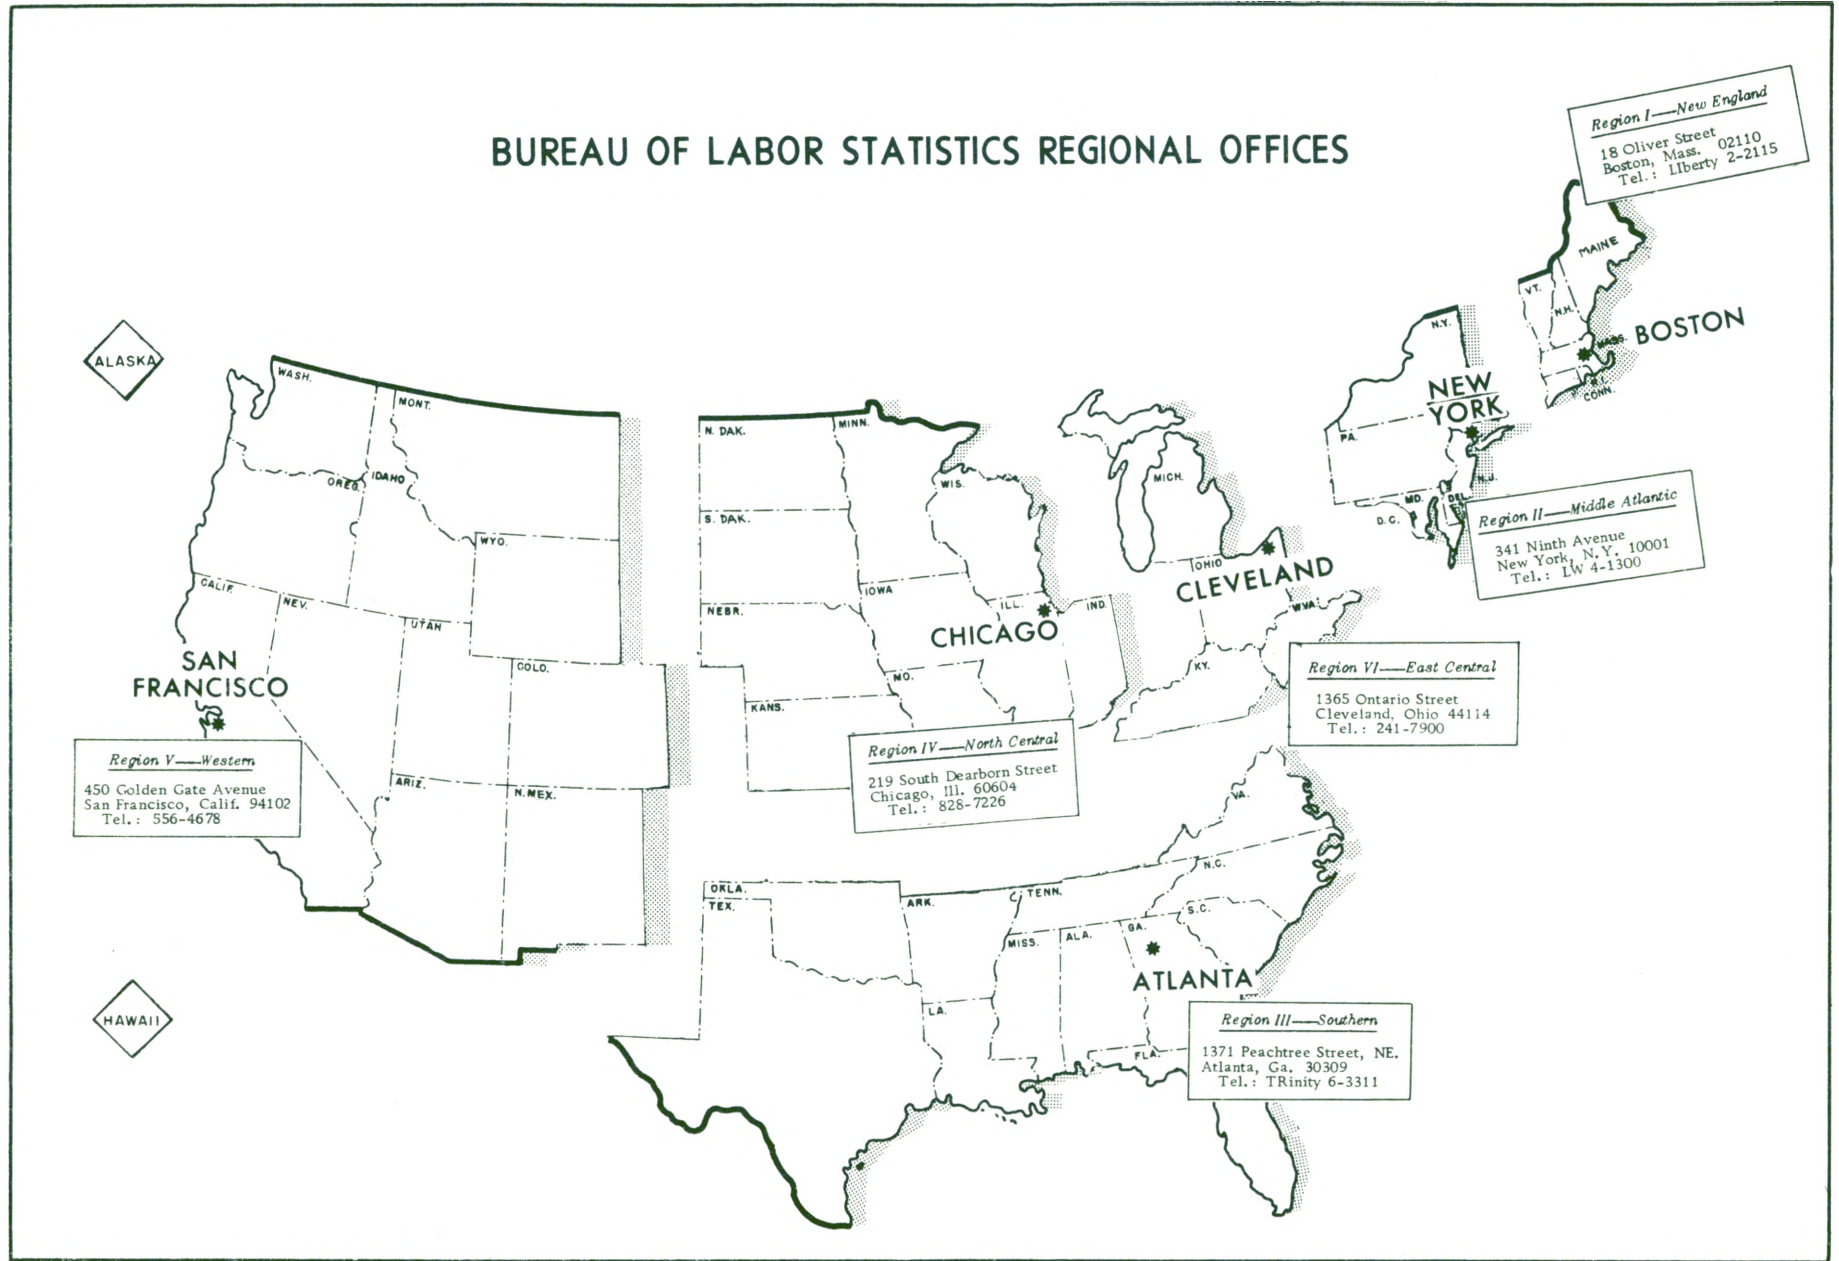 BUREAU OF LABOR STATISTICS REGIONAL OFFICES
Region I—New England
18 Oliver Street
Boston, Mass. 02110
Tel.: LIberty 2-2115
MAINE
VT.
N.H.
MASS.
BOSTON
R.I.
CONN.
N.Y.
NEW
YORK
PA.
N.J.
MD.
DEL.
D.C.
Region II—Middle Atlantic
341 Ninth Avenue
New York, N.Y. 10001
Tel.: LW 4-1300
ALASKA
WASH.
MONT.
OREG.
IDAHO
WYO.
CALIF.
NEV.
UTAH
COLO.
SAN
FRANCISCO
Region V—Western
450 Golden Gate Avenue
San Francisco, Calif. 94102
Tel.: 556-4678
ARIZ.
N.MEX.
HAWAII
N. DAK.
MINN.
WIS.
S. DAK.
IOWA
NEBR.
ILL.
IND.
CHICAGO
MO.
KANS.
Region IV—North Central
219 South Dearborn Street
Chicago, Ill. 60604
Tel.: 828-7226
MICH.
OHIO
CLEVELAND
W.VA.
KY.
Region VI—East Central
1365 Ontario Street
Cleveland, Ohio 44114
Tel.: 241-7900
VA.
N.C.
OKLA.
TEX.
ARK.
TENN.
S.C.
MISS.
ALA.
GA.
ATLANTA
LA.
FLA.
Region III—Southern
1371 Peachtree Street, NE.
Atlanta, Ga. 30309
Tel.: TRinity 6-3311